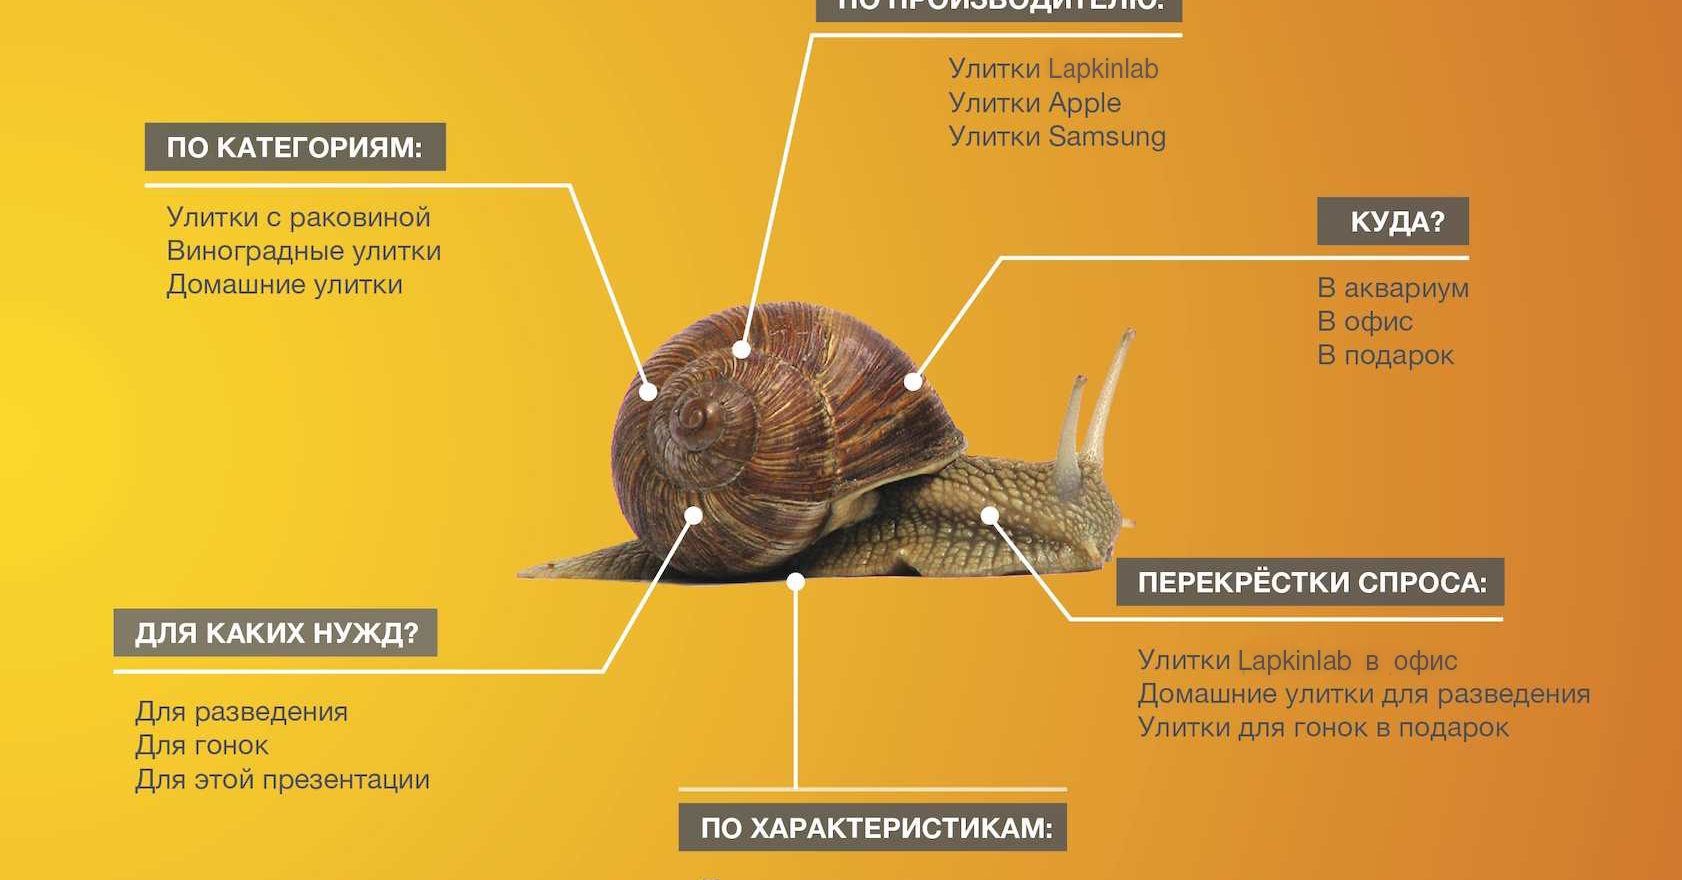 ПО ПРОИЗВОДИТЕЛЮ:
Улитки Lapkinlab
Улитки Apple
Улитки Samsung
ПО КАТЕГОРИЯМ:
Улитки с раковиной
Виноградные улитки
Домашние улитки
КУДА?
В аквариум
В офис
В подарок
ДЛЯ КАКИХ НУЖД?
Для разведения
Для гонок
Для этой презентации
ПЕРЕКРЁСТКИ СПРОСА:
Улитки Lapkinlab в офис
Домашние улитки для разведения
Улитки для гонок в подарок
ПО ХАРАКТЕРИСТИКАМ: